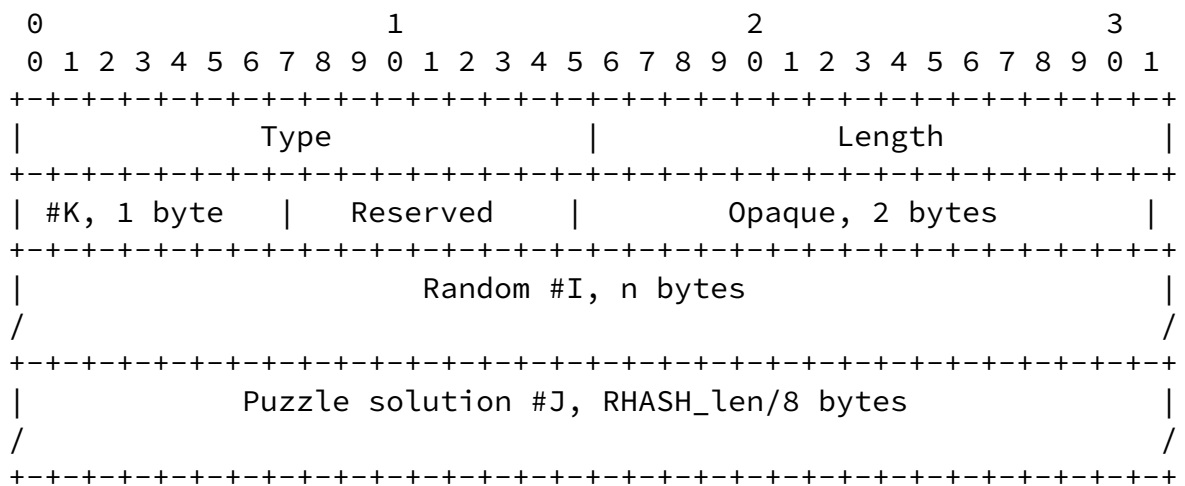 0                   1                   2                   3
 0 1 2 3 4 5 6 7 8 9 0 1 2 3 4 5 6 7 8 9 0 1 2 3 4 5 6 7 8 9 0 1
+-+-+-+-+-+-+-+-+-+-+-+-+-+-+-+-+-+-+-+-+-+-+-+-+-+-+-+-+-+-+-+-+
|             Type              |             Length            |
+-+-+-+-+-+-+-+-+-+-+-+-+-+-+-+-+-+-+-+-+-+-+-+-+-+-+-+-+-+-+-+-+
| #K, 1 byte    |   Reserved    |        Opaque, 2 bytes        |
+-+-+-+-+-+-+-+-+-+-+-+-+-+-+-+-+-+-+-+-+-+-+-+-+-+-+-+-+-+-+-+-+
|                      Random #I, n bytes                       |
/                                                               /
+-+-+-+-+-+-+-+-+-+-+-+-+-+-+-+-+-+-+-+-+-+-+-+-+-+-+-+-+-+-+-+-+
|            Puzzle solution #J, RHASH_len/8 bytes              |
/                                                               /
+-+-+-+-+-+-+-+-+-+-+-+-+-+-+-+-+-+-+-+-+-+-+-+-+-+-+-+-+-+-+-+-+